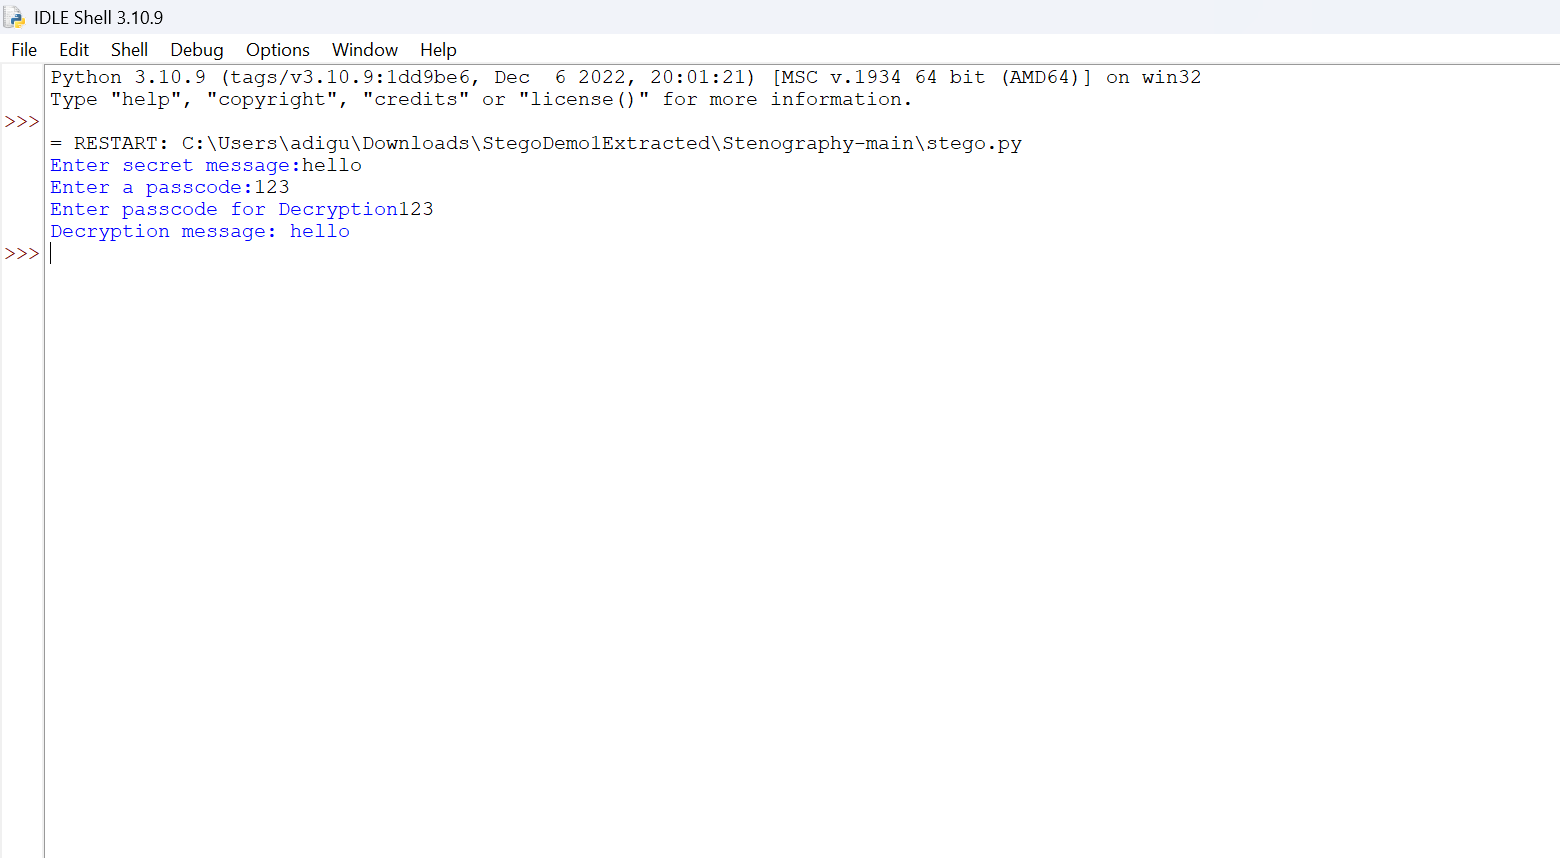 IDLE Shell 3.10.9
File Edit Shell Debug Options Window Help
Python 3.10.9 (tags/v3.10.9:1dd9be6, Dec  6 2022, 20:01:21) [MSC v.1934 64 bit (AMD64)] on win32
Type "help", "copyright", "credits" or "license()" for more information.
>>>
= RESTART: C:\Users\adigu\Downloads\StegoDemo1Extracted\Stenography-main\stego.py
Enter secret message:hello
Enter a passcode:123
Enter passcode for Decryption123
Decryption message: hello
>>>